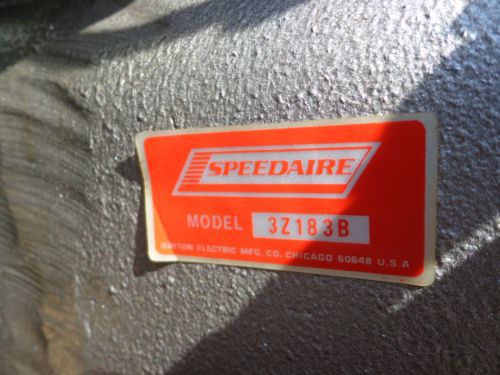 SPEEDAIRE
MODEL 3Z183B
DAYTON ELECTRIC MFG. CO. CHICAGO 60648 U.S.A